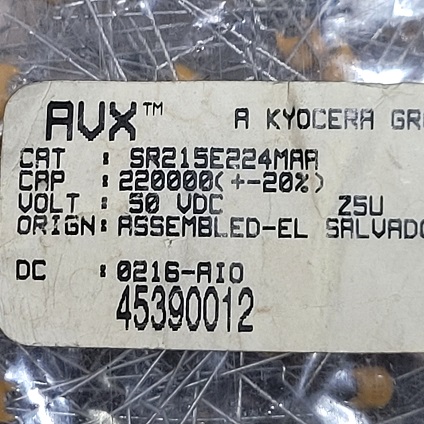 AVX™ A KYOCERA GR
CAT : SR215E224MAA
CAP : 220000(+-20%)
VOLT : 50 VDC Z5U
ORIGN: ASSEMBLED-EL SALVADO
DC : 0216-AIO
45390012